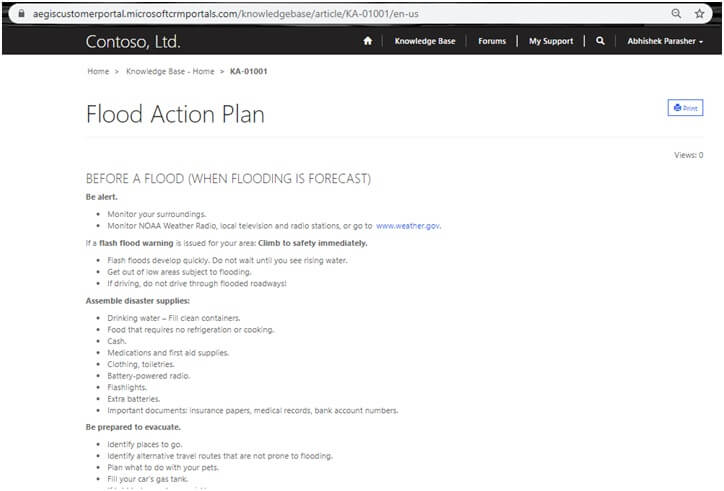 aegiscustomerportal.microsoftcrmportals.com/knowledgebase/article/KA-01001/en-us
Contoso, Ltd.
Knowledge Base
Forums
My Support
Abhishek Parasher
Home > Knowledge Base - Home > KA-01001
Flood Action Plan
Print
Views: 0
BEFORE A FLOOD (WHEN FLOODING IS FORECAST)
Be alert.
• Monitor your surroundings.
• Monitor NOAA Weather Radio, local television and radio stations, or go to www.weather.gov.
If a flash flood warning is issued for your area: Climb to safety immediately.
• Flash floods develop quickly. Do not wait until you see rising water.
• Get out of low areas subject to flooding.
• If driving, do not drive through flooded roadways!
Assemble disaster supplies:
• Drinking water – Fill clean containers.
• Food that requires no refrigeration or cooking.
• Cash.
• Medications and first aid supplies.
• Clothing, toiletries.
• Battery-powered radio.
• Flashlights.
• Extra batteries.
• Important documents: insurance papers, medical records, bank account numbers.
Be prepared to evacuate.
• Identify places to go.
• Identify alternative travel routes that are not prone to flooding.
• Plan what to do with your pets.
• Fill your car's gas tank.